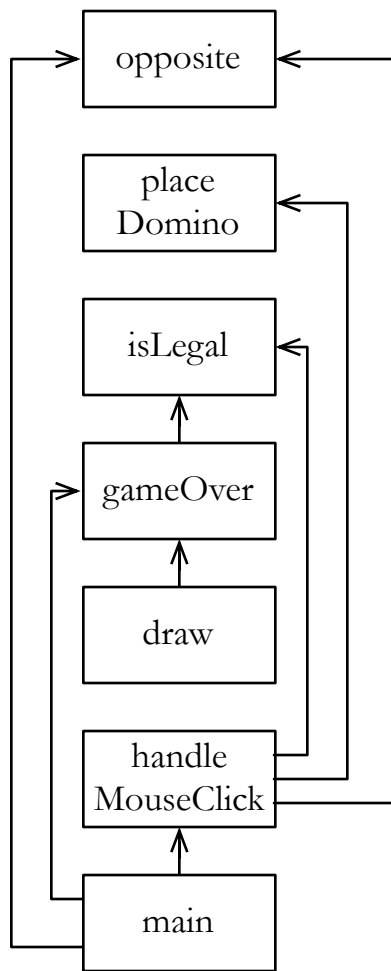 opposite
place
Domino
isLegal
gameOver
draw
handle
MouseClick
main